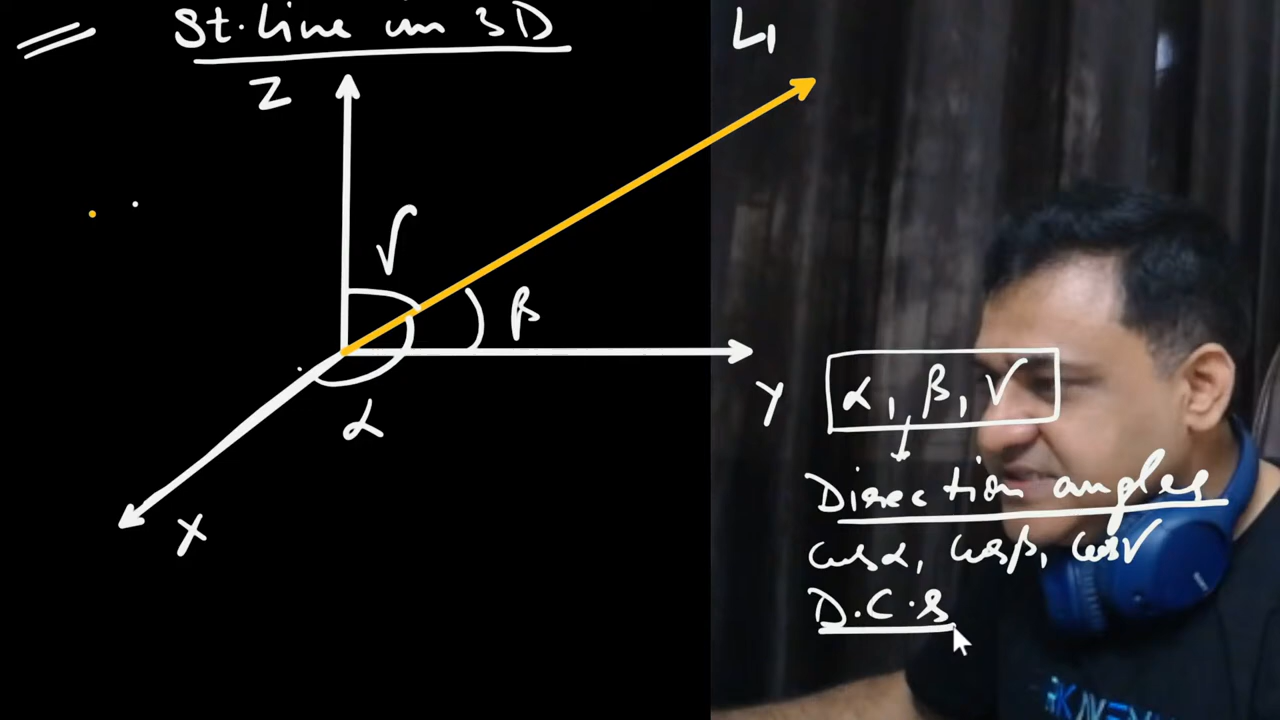 St. Line in 3D
L1
Z
γ
β
α
Y
X
α, β, γ
Direction angles
cosα, cosβ, cosγ
D.C.s